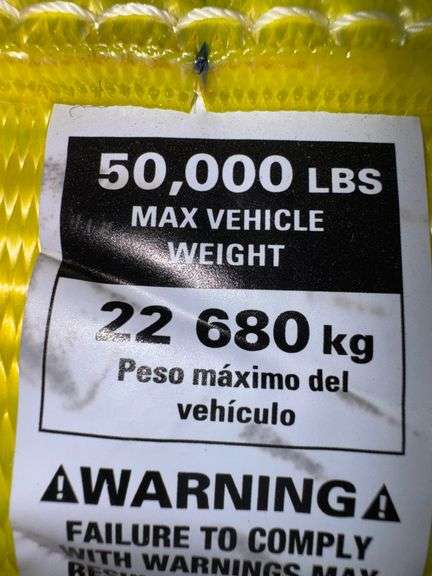 50,000 LBS
MAX VEHICLE
WEIGHT
22 680 kg
Peso máximo del
vehículo
⚠WARNING⚠
FAILURE TO COMPLY
WITH WARNINGS MAY